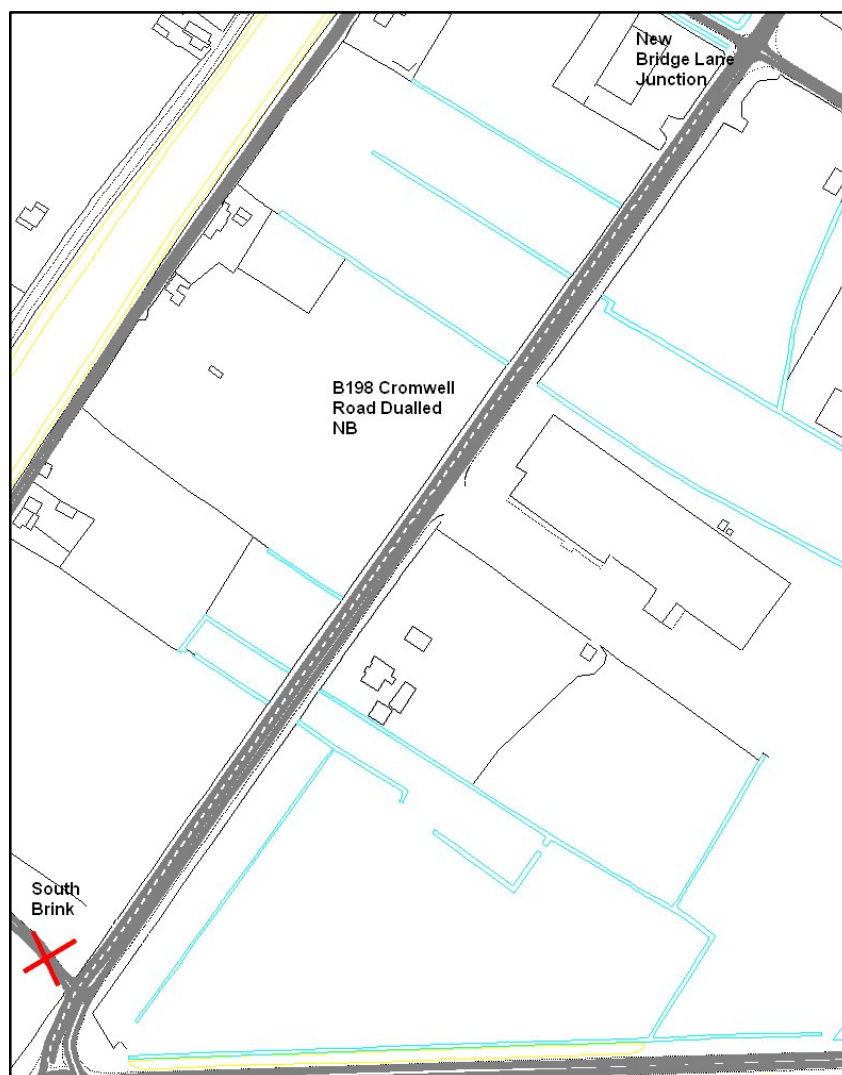 New
Bridge Lane
Junction
B198 Cromwell
Road Dualled
NB
South
Brink